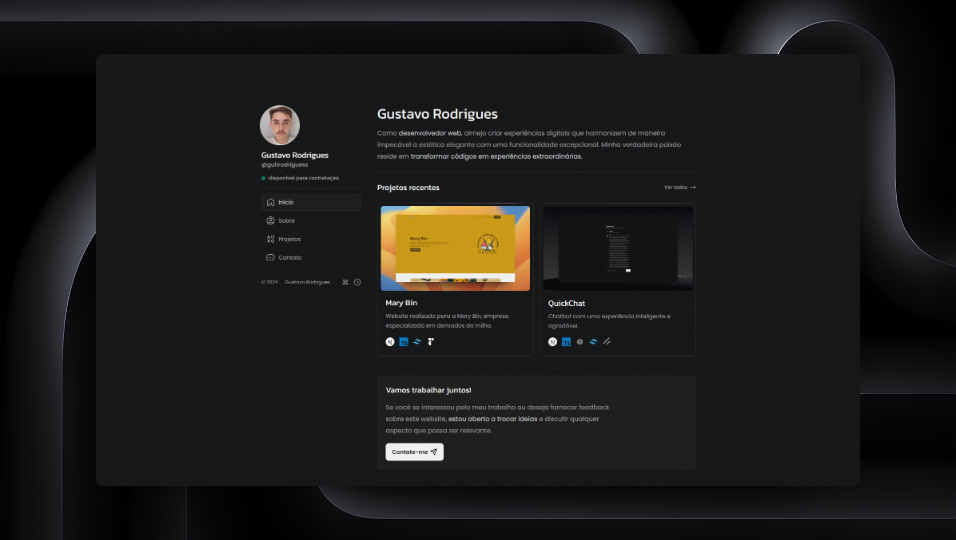 Gustavo Rodrigues
@guhrodriguess
disponível para contratação
Início
Sobre
Projetos
Contato
© 2024 Gustavo Rodrigues
Gustavo Rodrigues
Como desenvolvedor web, almejo criar experiências digitais que harmonizem de maneira
impecável a estética elegante com uma funcionalidade excepcional. Minha verdadeira paixão
reside em transformar códigos em experiências extraordinárias.
Projetos recentes
Ver todos →
Mary Bin
Mary Bin
Website realizado para a Mary Bin, empresa
especializada em derivados do milho.
TS
QuickChat
Chatbot com uma experiência inteligente e
agradável.
TS
Vamos trabalhar juntos!
Se você se interessou pelo meu trabalho ou deseja fornecer feedback
sobre este website, estou aberto a trocar ideias e discutir qualquer
aspecto que possa ser relevante.
Contate-me